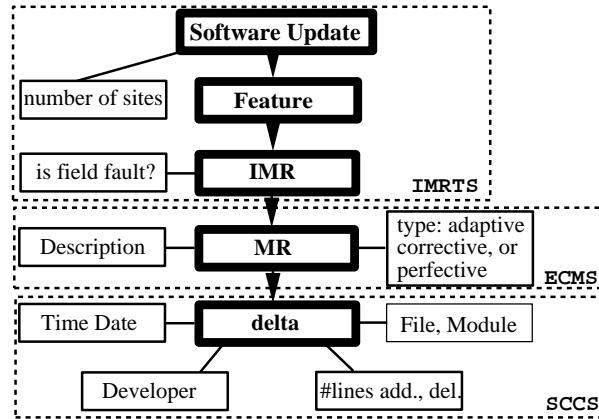 Software Update
number of sites
Feature
is field fault?
IMR
IMRTS
Description
MR
type: adaptive
corrective, or
perfective
ECMS
Time Date
delta
File, Module
Developer
#lines add., del.
SCCS